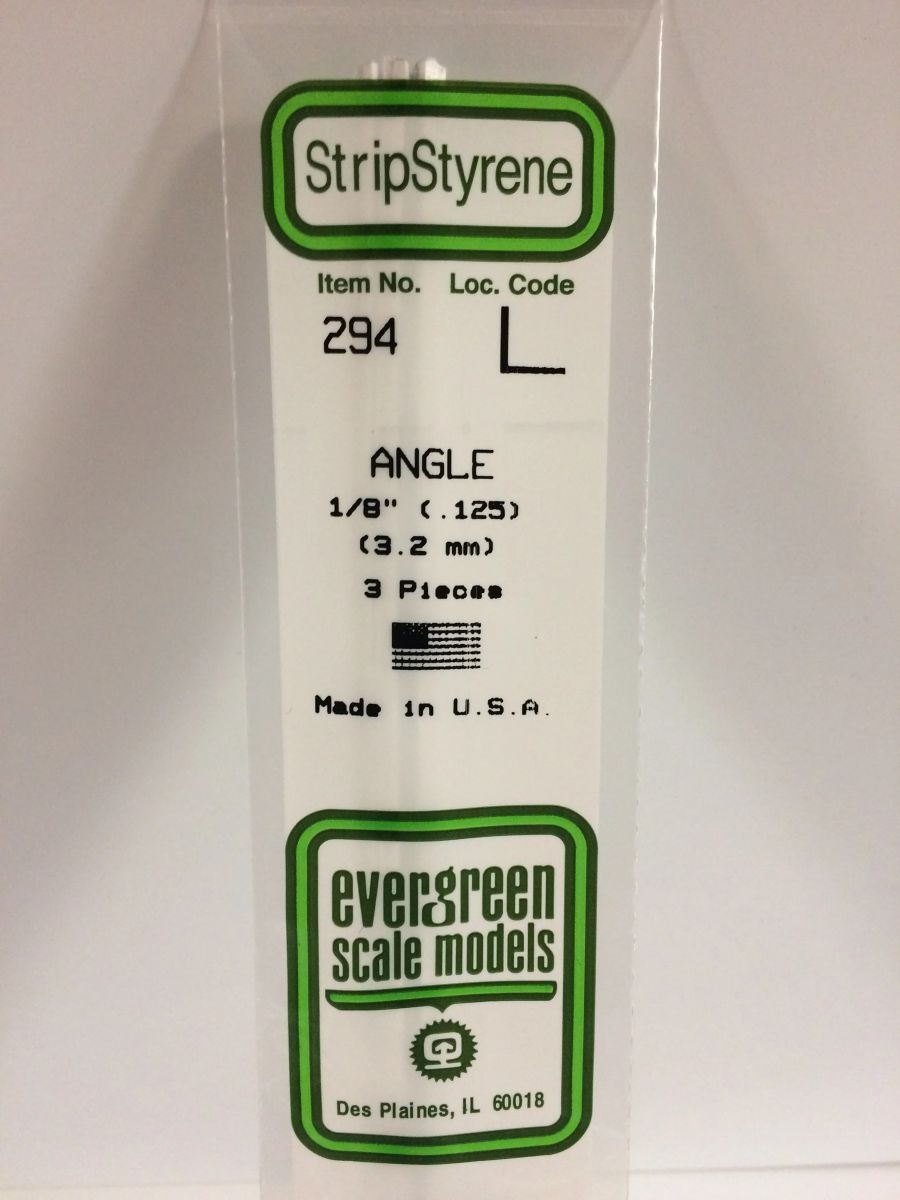 StripStyrene
Item No. Loc. Code
294 L
ANGLE
1/8" (.125)
(3.2 mm)
3 Pieces
Made in U.S.A.
evergreen
scale models
Des Plaines, IL 60018